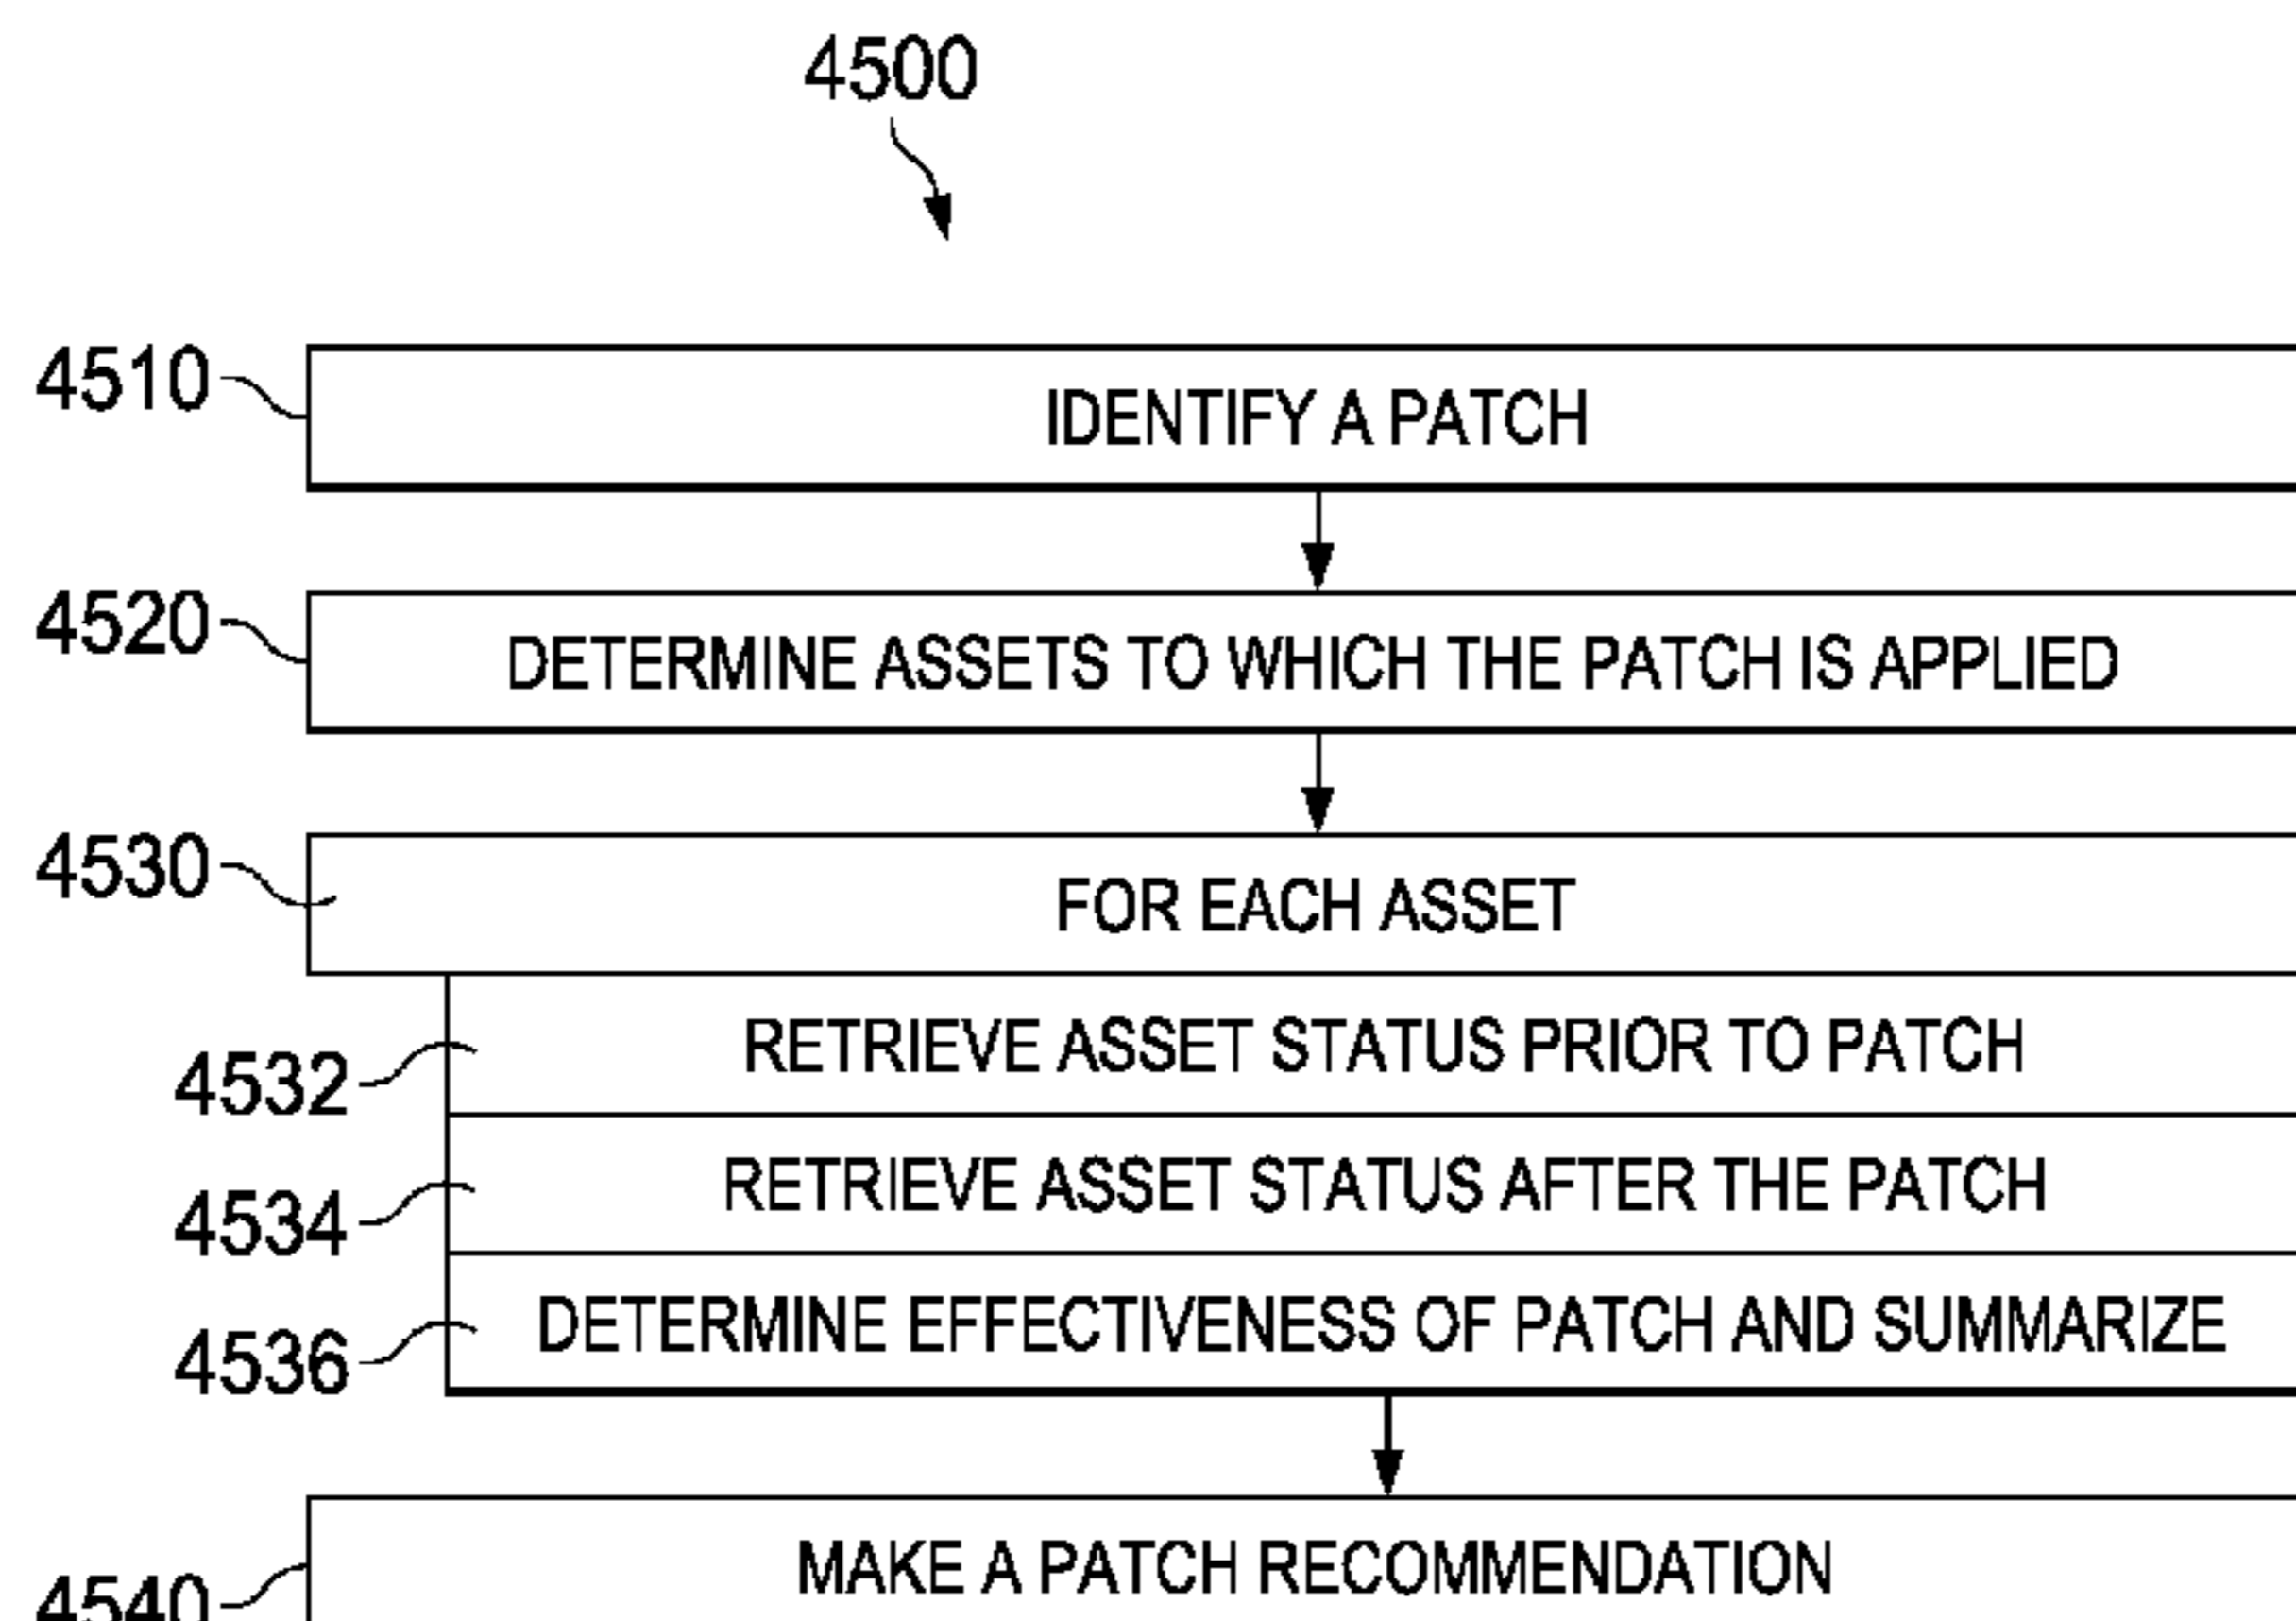 4500
4510
IDENTIFY A PATCH
4520
DETERMINE ASSETS TO WHICH THE PATCH IS APPLIED
4530
FOR EACH ASSET
4532
RETRIEVE ASSET STATUS PRIOR TO PATCH
4534
RETRIEVE ASSET STATUS AFTER THE PATCH
4536
DETERMINE EFFECTIVENESS OF PATCH AND SUMMARIZE
4540
MAKE A PATCH RECOMMENDATION